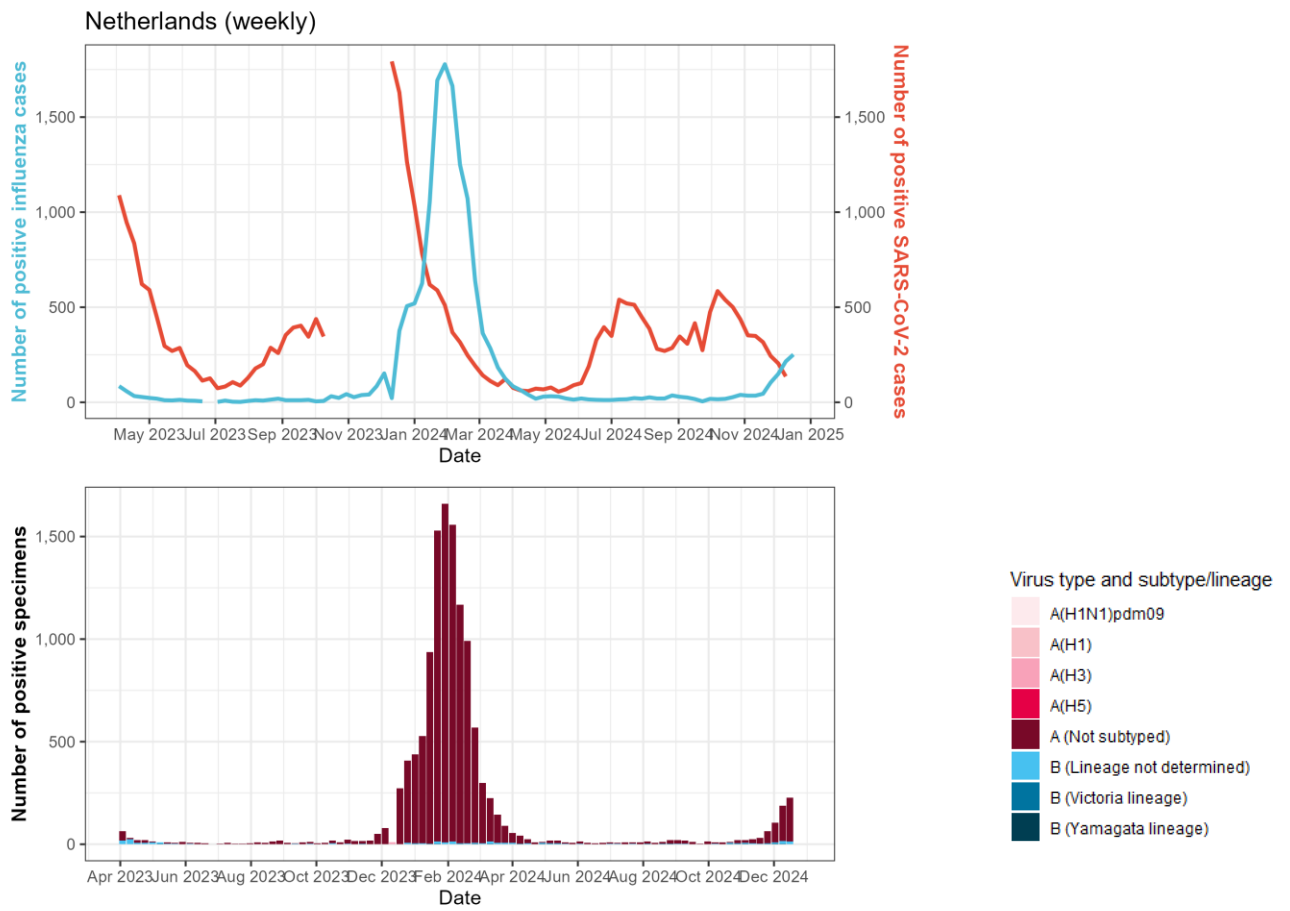 Netherlands (weekly)
Number of positive influenza cases
1,500
1,000
500
0
1,500
1,000
500
0
Number of positive SARS-CoV-2 cases
May 2023 Jul 2023 Sep 2023 Nov 2023 Jan 2024 Mar 2024 May 2024 Jul 2024 Sep 2024 Nov 2024 Jan 2025
Date
Number of positive specimens
1,500
1,000
500
0
Apr 2023 Jun 2023 Aug 2023 Oct 2023 Dec 2023 Feb 2024 Apr 2024 Jun 2024 Aug 2024 Oct 2024 Dec 2024
Date
Virus type and subtype/lineage
A(H1N1)pdm09
A(H1)
A(H3)
A(H5)
A (Not subtyped)
B (Lineage not determined)
B (Victoria lineage)
B (Yamagata lineage)